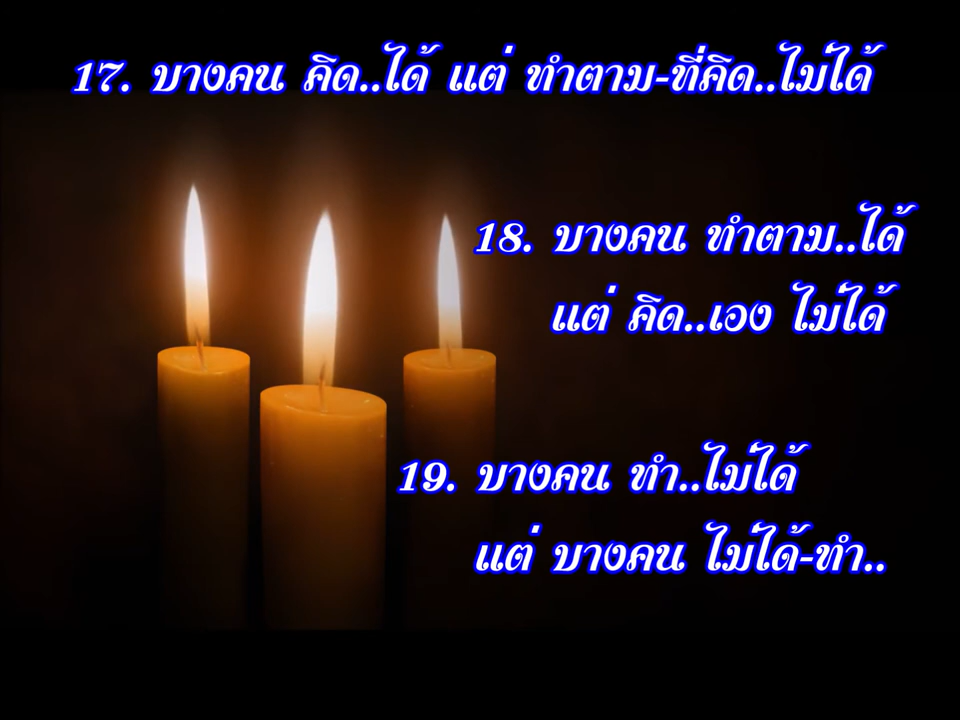 17. บางคน คิด..ได้ แต่ ทำตาม-ที่คิด..ไม่ได้
18. บางคน ทำตาม..ได้
แต่ คิด..เอง ไม่ได้
19. บางคน ทำ..ไม่ได้
แต่ บางคน ไม่ได้-ทำ..